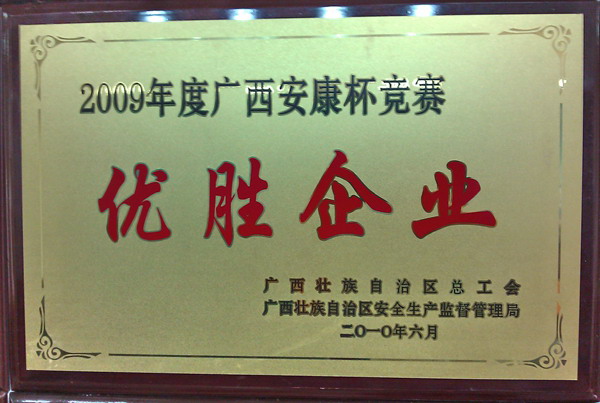 2009年度广西安康杯竞赛
优胜企业
广西壮族自治区总工会
广西壮族自治区安全生产监督管理局
二〇一〇年六月